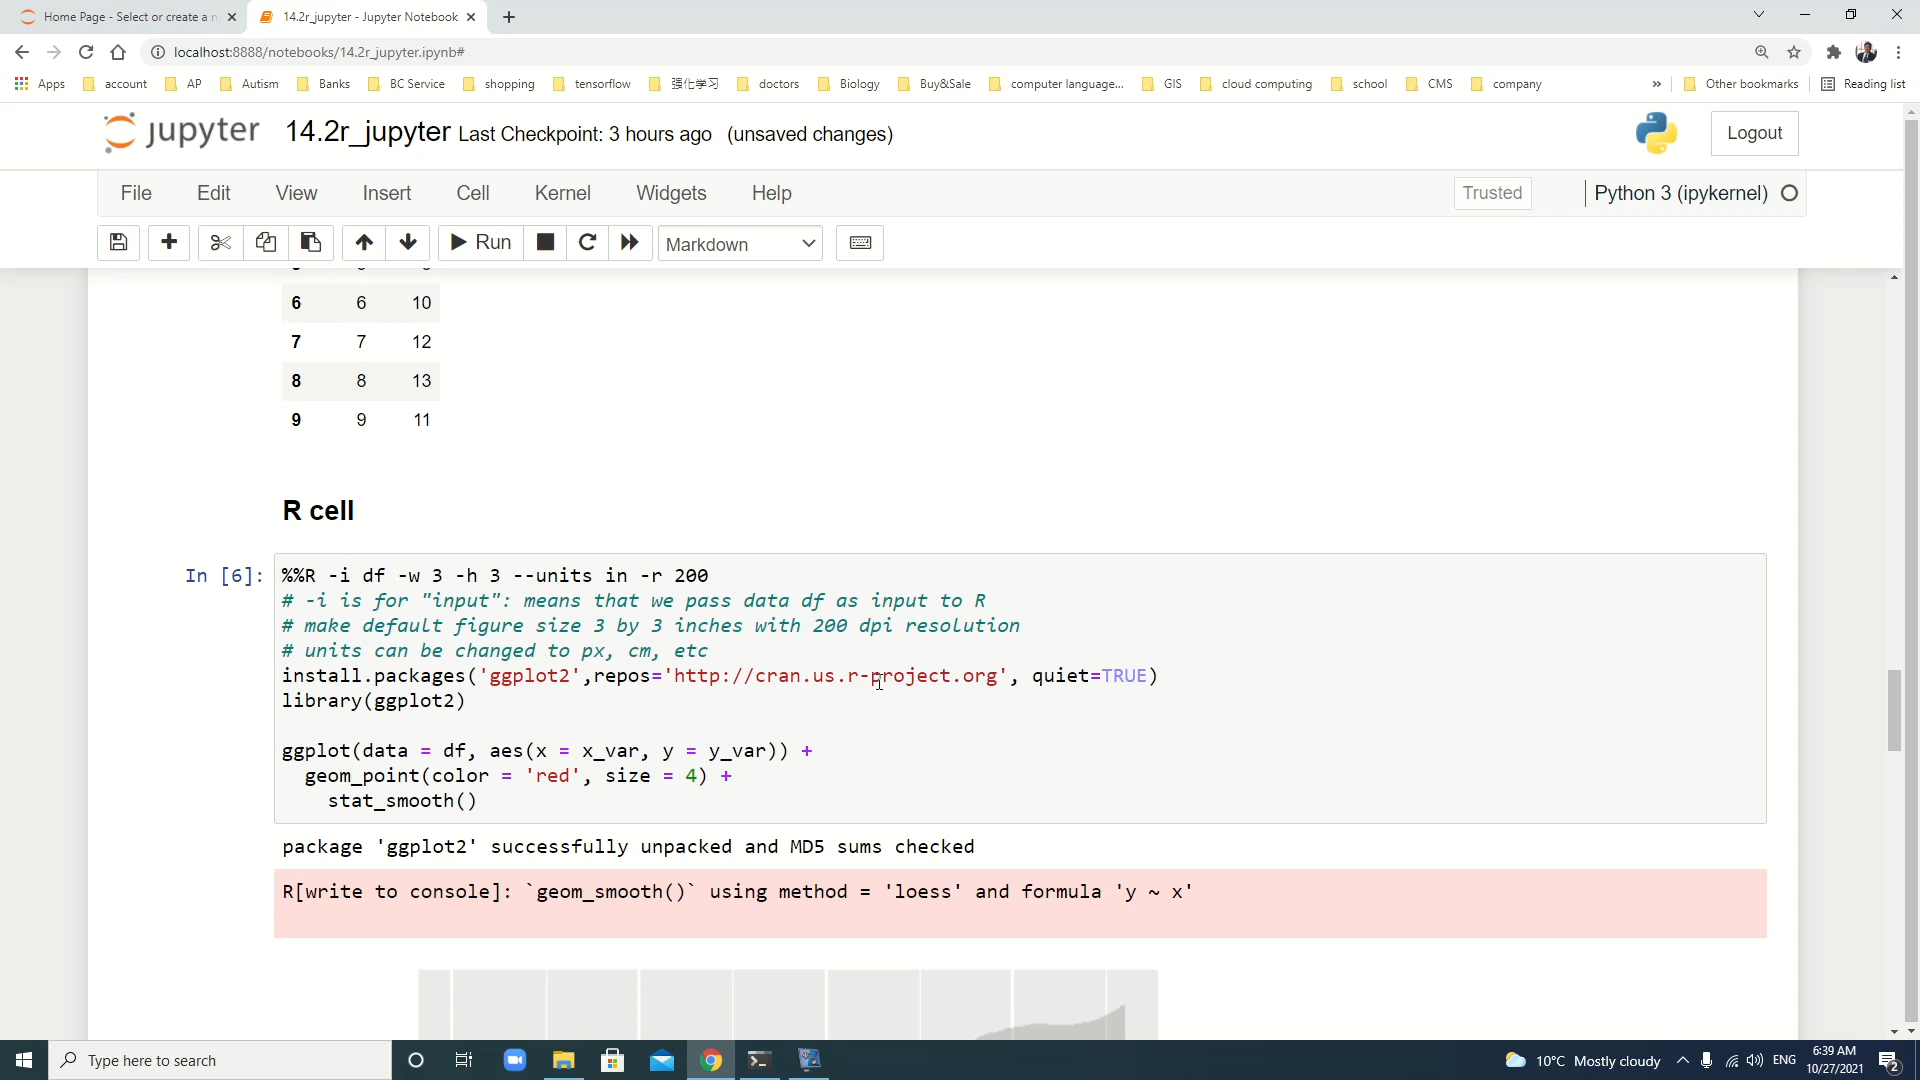 Home Page - Select or create a n
14.2r_jupyter - Jupyter Notebook
localhost:8888/notebooks/14.2r_jupyter.ipynb#
Apps account AP Autism Banks BC Service shopping tensorflow 强化学习 doctors Biology Buy&Sale computer language... GIS cloud computing school CMS company » Other bookmarks Reading list
jupyter 14.2r_jupyter Last Checkpoint: 3 hours ago (unsaved changes) Logout
File Edit View Insert Cell Kernel Widgets Help Trusted Python 3 (ipykernel)
Run Markdown
6 6 10
7 7 12
8 8 13
9 9 11
R cell
In [6]: %%R -i df -w 3 -h 3 --units in -r 200
# -i is for "input": means that we pass data df as input to R
# make default figure size 3 by 3 inches with 200 dpi resolution
# units can be changed to px, cm, etc
install.packages('ggplot2',repos='http://cran.us.r-project.org', quiet=TRUE)
library(ggplot2)
ggplot(data = df, aes(x = x_var, y = y_var)) +
geom_point(color = 'red', size = 4) +
stat_smooth()
package 'ggplot2' successfully unpacked and MD5 sums checked
R[write to console]: `geom_smooth()` using method = 'loess' and formula 'y ~ x'
Type here to search
10°C Mostly cloudy
ENG
6:39 AM
10/27/2021
2